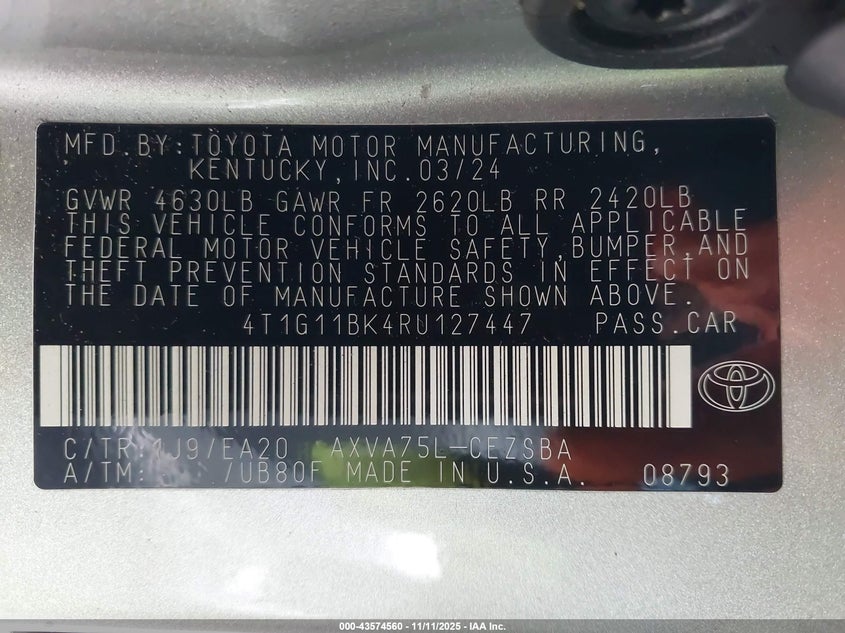 MFD.BY:TOYOTA MOTOR MANUFACTURING,
KENTUCKY,INC.03/24
GVWR 4630LB GAWR FR 2620LB RR 2420LB
THIS VEHICLE CONFORMS TO ALL APPLICABLE
FEDERAL MOTOR VEHICLE SAFETY,BUMPER,AND
THEFT PREVENTION STANDARDS IN EFFECT ON
THE DATE OF MANUFACTURE SHOWN ABOVE.
4T1G11BK4RU127447 PASS.CAR
C/TR:1J9/EA20 AXVA75L-CEZSBA
A/TM: /UB80F MADE IN U.S.A. 08793
000-43574560 — 11/11/2025 — IAA Inc.